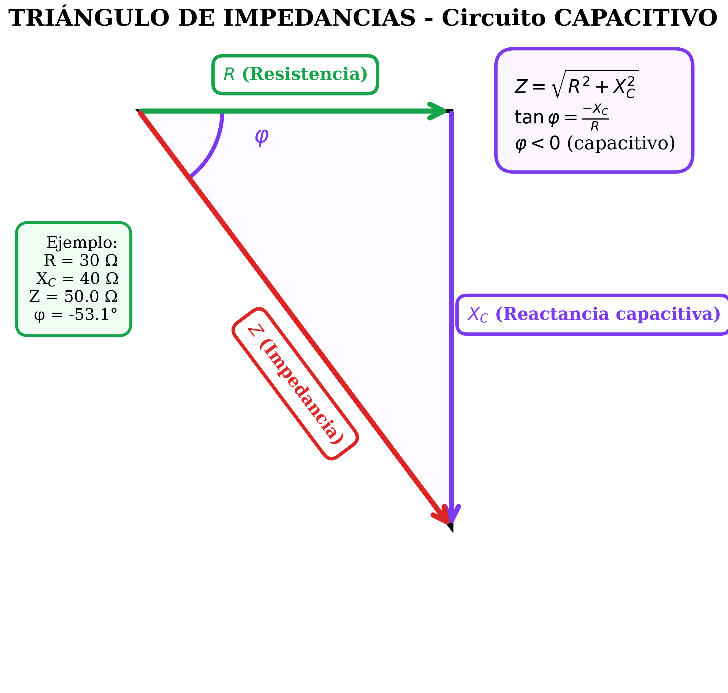 TRIÁNGULO DE IMPEDANCIAS - Circuito CAPACITIVO
R (Resistencia)
Z = √(R² + X_C²)
tan φ = −X_C/R
φ < 0 (capacitivo)
φ
Ejemplo:
R = 30 Ω
X_C = 40 Ω
Z = 50.0 Ω
φ = -53.1°
X_C (Reactancia capacitiva)
Z (Impedancia)